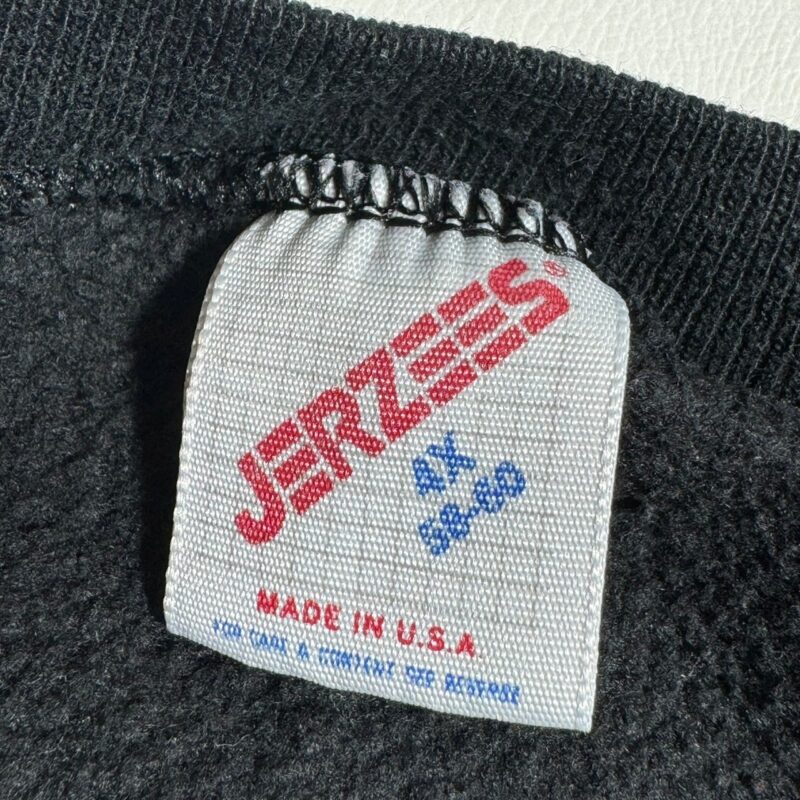 JERZEES®
4X
58-60
MADE IN U.S.A
FOR CARE & CONTENT SEE REVERSE